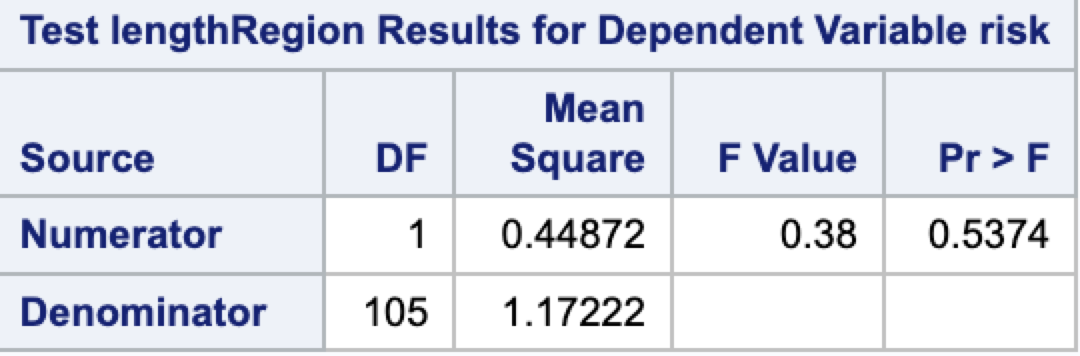 Test lengthRegion Results for Dependent Variable risk
Source DF Mean Square F Value Pr > F
Numerator 1 0.44872 0.38 0.5374
Denominator 105 1.17222